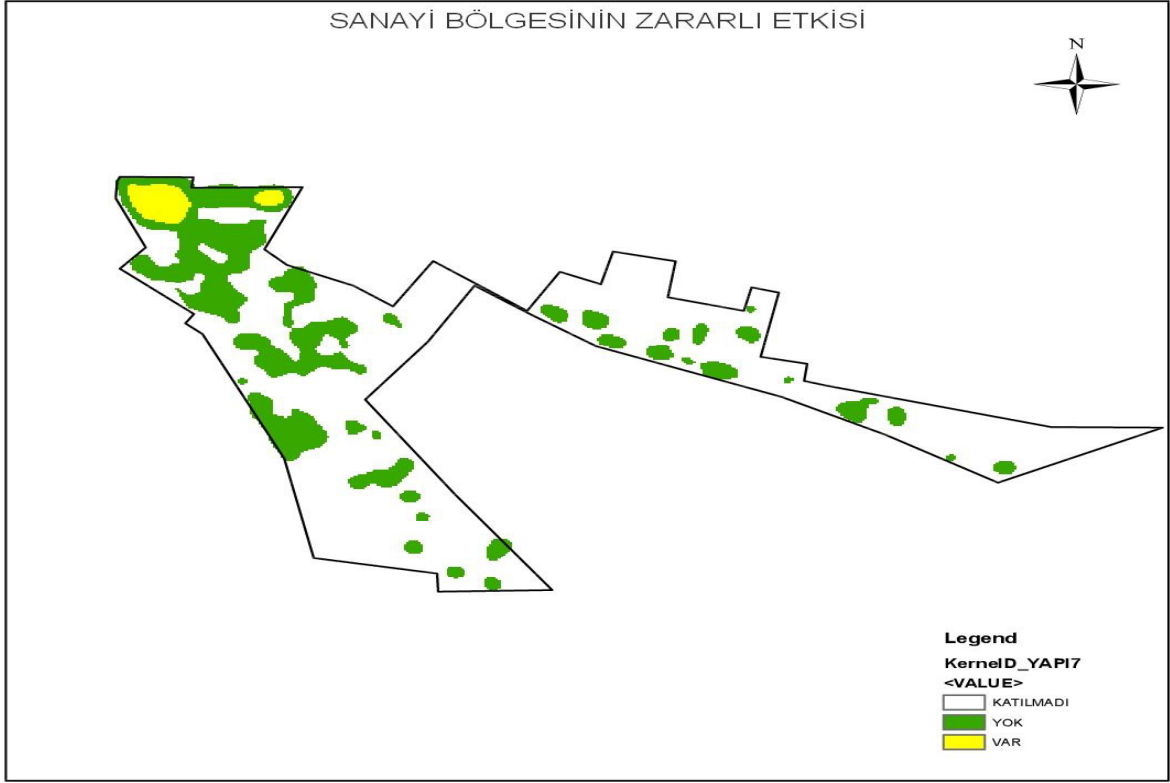 SANAYİ BÖLGESİNİN ZARARLI ETKİSİ
N
Legend
KernelD_YAPI7
<VALUE>
KATILMADI
YOK
VAR